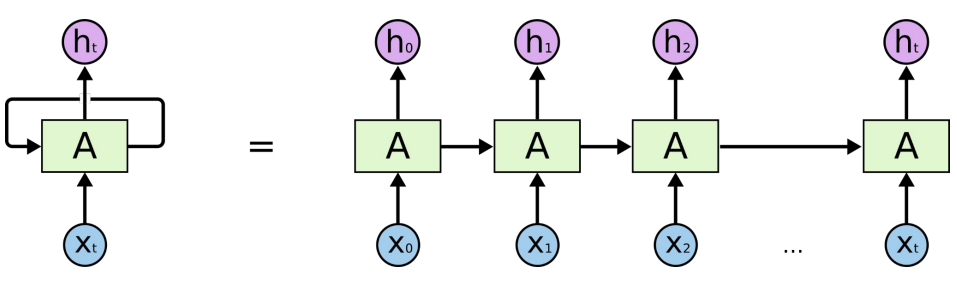 hₜ h₀ h₁ h₂ hₜ
A = A A A A
xₜ x₀ x₁ x₂ ... xₜ